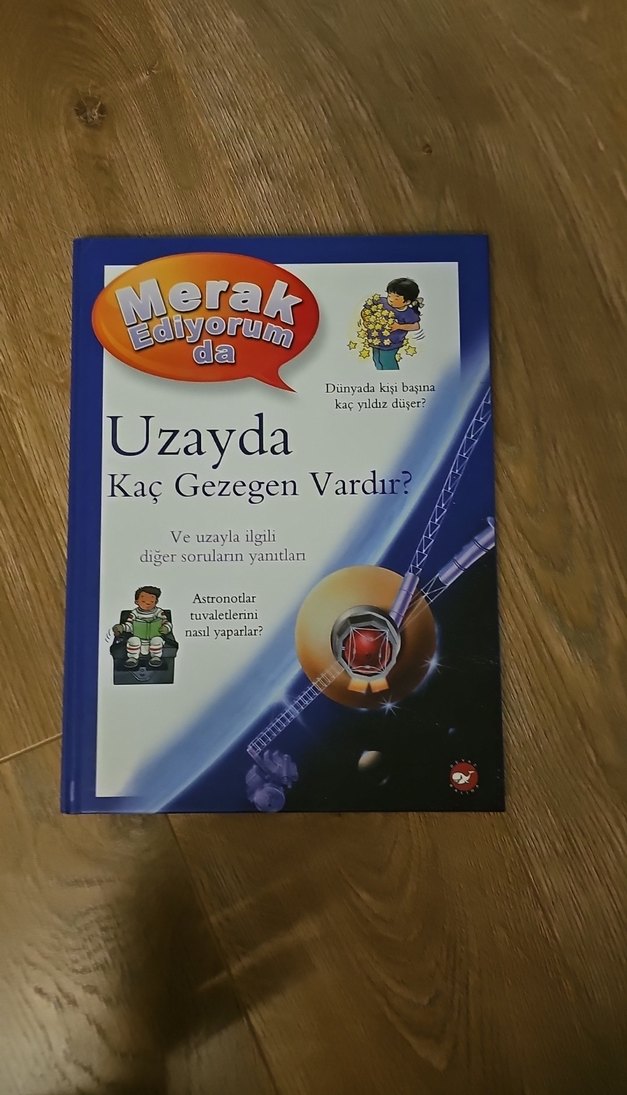 Merak
Ediyorum
da
Dünyada kişi başına
kaç yıldız düşer?
Uzayda
Kaç Gezegen Vardır?
Ve uzayla ilgili
diğer soruların yanıtları
Astronotlar
tuvaletlerini
nasıl yaparlar?